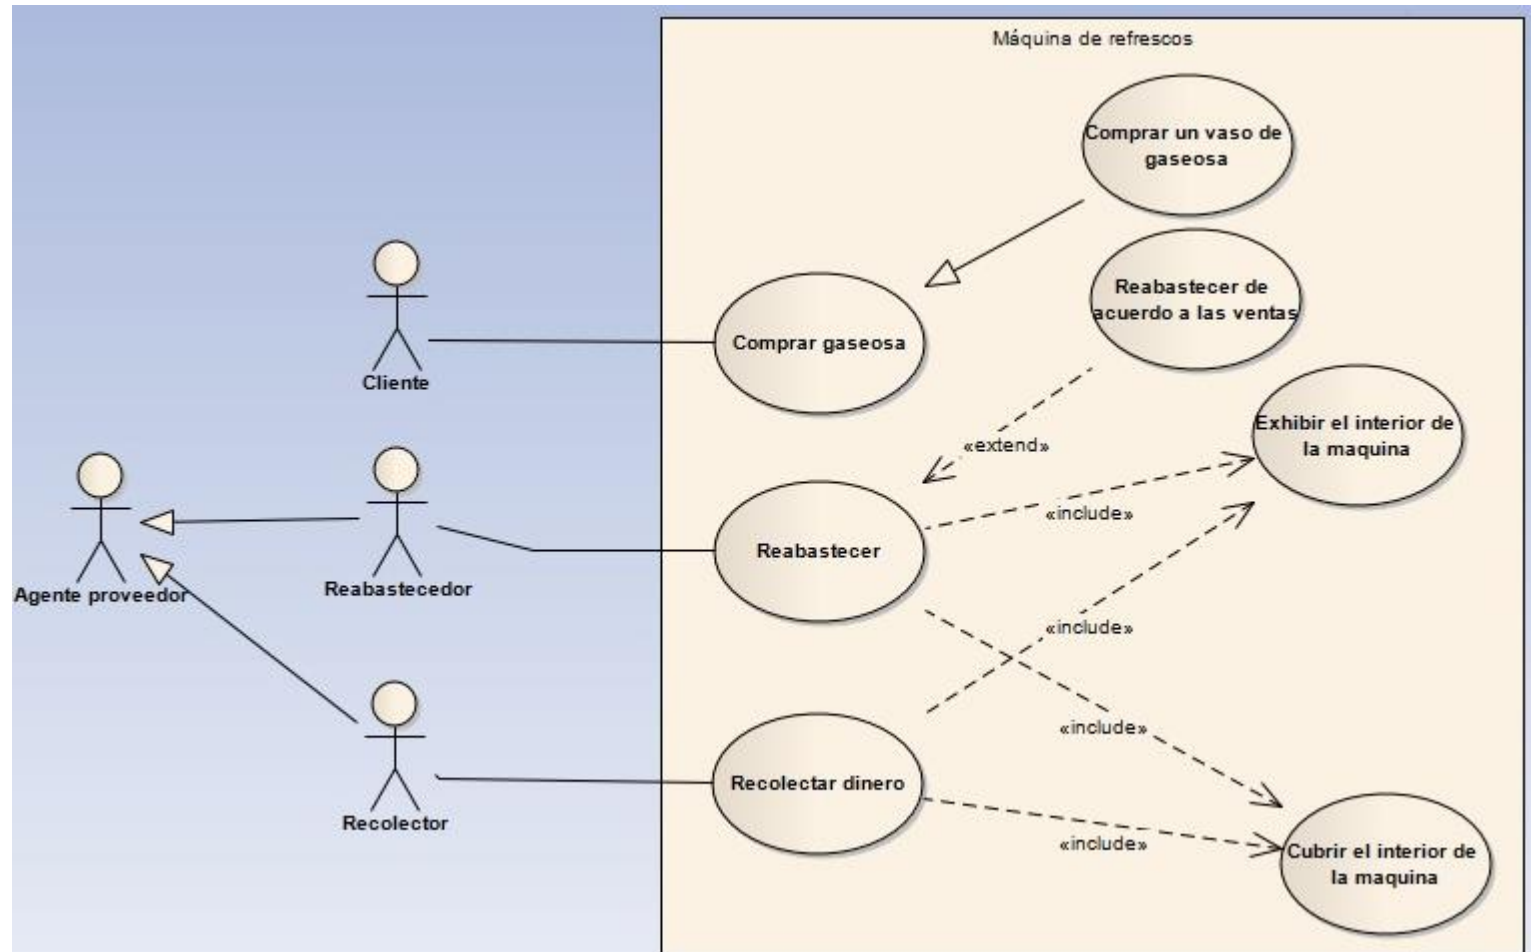 Máquina de refrescos
Comprar un vaso de
gaseosa
Reabastecer de
acuerdo a las ventas
Cliente
Comprar gaseosa
Exhibir el interior de
la maquina
«extend»
«include»
Agente proveedor
Reabastecedor
Reabastecer
«include»
«include»
Recolector
Recolectar dinero
«include»
Cubrir el interior de
la maquina